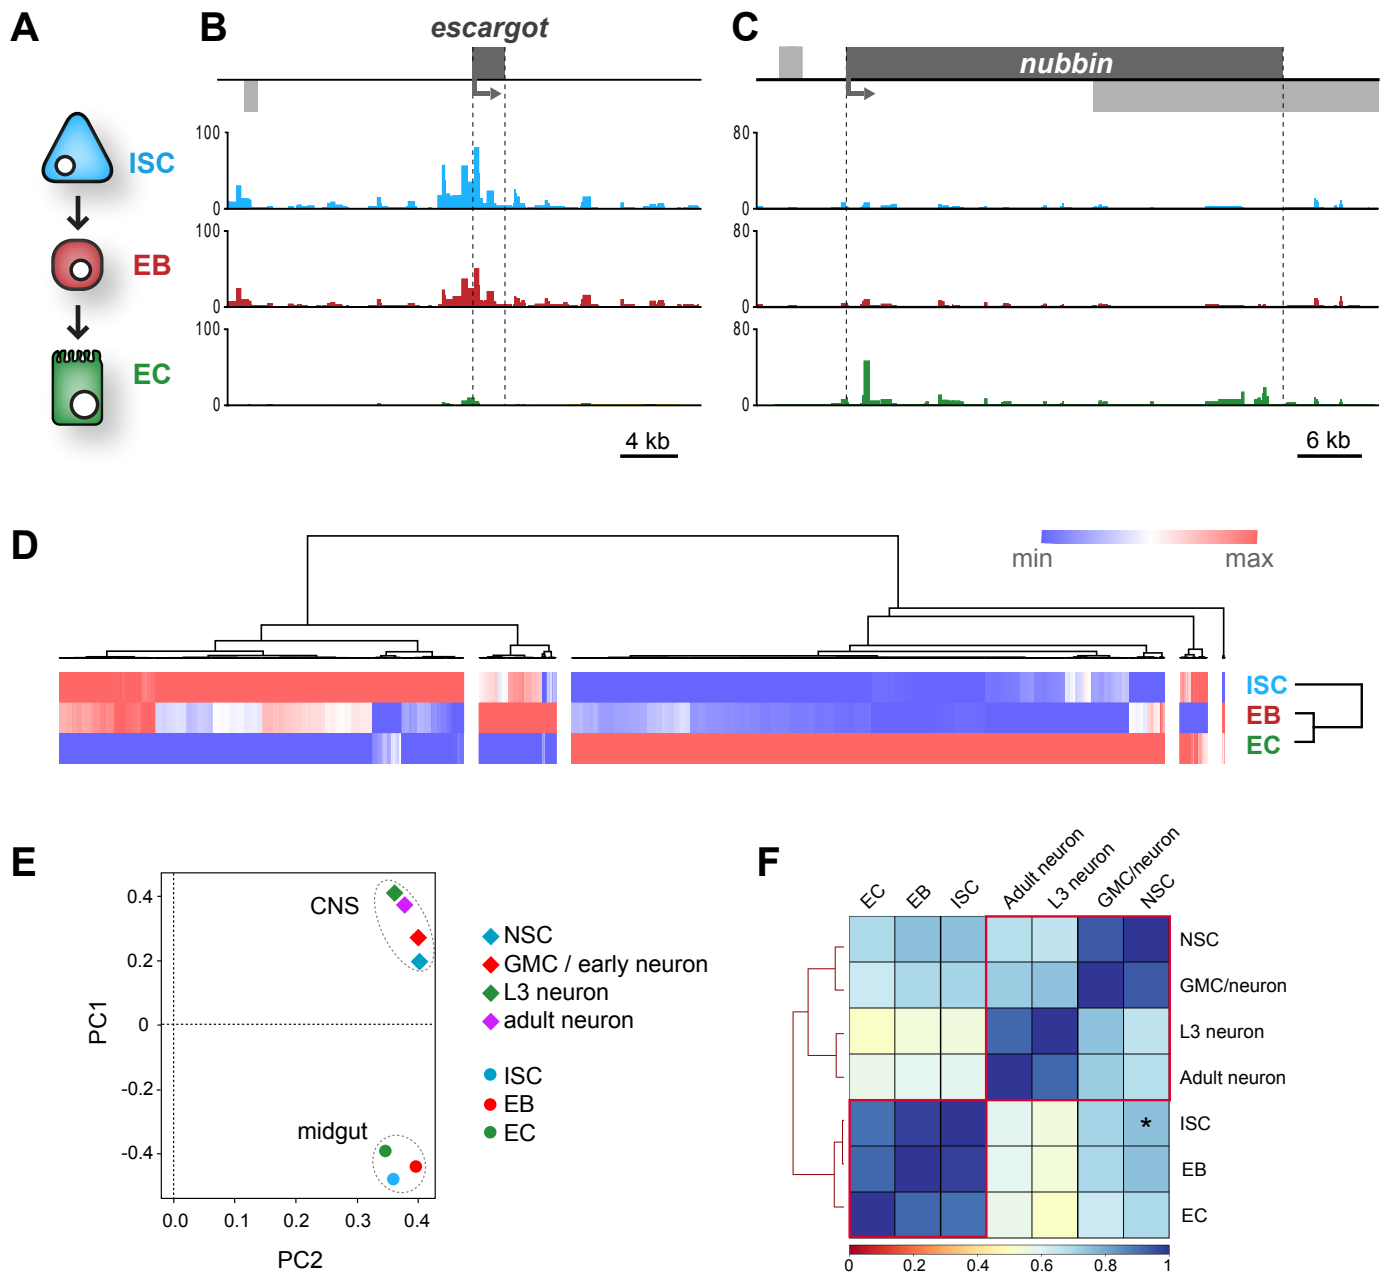 A
B
escargot
C
nubbin
ISC
EB
EC
100
0
100
0
100
0
4 kb
80
0
80
0
80
0
6 kb
D
min
max
ISC
EB
EC
E
CNS
midgut
0.4
0.2
0
-0.2
-0.4
PC1
0.0
0.1
0.2
0.3
0.4
PC2
NSC
GMC / early neuron
L3 neuron
adult neuron
ISC
EB
EC
F
EC
EB
ISC
Adult neuron
L3 neuron
GMC/neuron
NSC
NSC
GMC/neuron
L3 neuron
Adult neuron
ISC
*
EB
EC
0
0.2
0.4
0.6
0.8
1